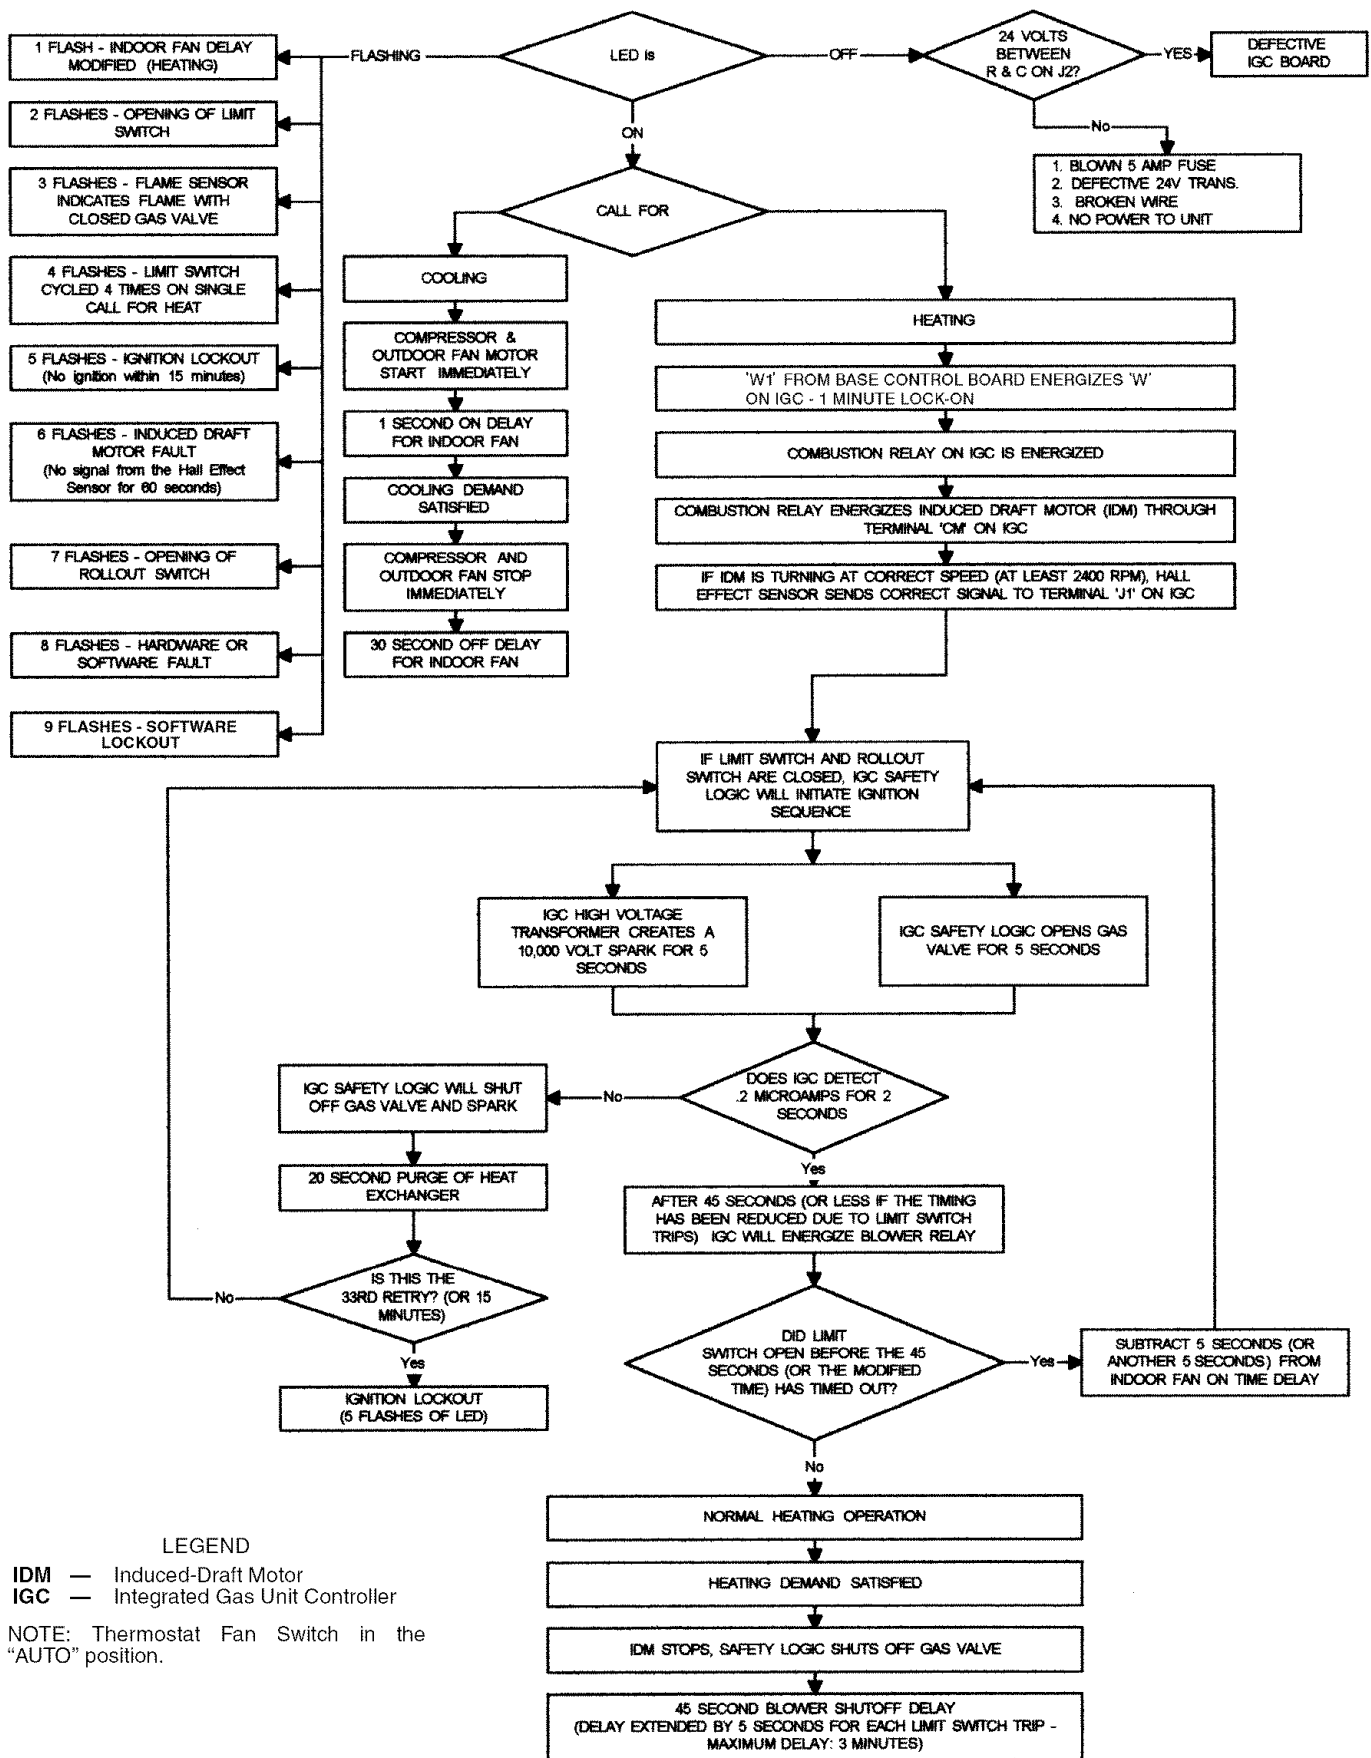 LED is
FLASHING
OFF
ON
24 VOLTS
BETWEEN
R & C ON J2?
YES
DEFECTIVE
IGC BOARD
No
1. BLOWN 5 AMP FUSE
2. DEFECTIVE 24V TRANS.
3. BROKEN WIRE
4. NO POWER TO UNIT
1 FLASH - INDOOR FAN DELAY
MODIFIED (HEATING)
2 FLASHES - OPENING OF LIMIT
SWITCH
3 FLASHES - FLAME SENSOR
INDICATES FLAME WITH
CLOSED GAS VALVE
4 FLASHES - LIMIT SWITCH
CYCLED 4 TIMES ON SINGLE
CALL FOR HEAT
5 FLASHES - IGNITION LOCKOUT
(No ignition within 15 minutes)
6 FLASHES - INDUCED DRAFT
MOTOR FAULT
(No signal from the Hall Effect
Sensor for 60 seconds)
7 FLASHES - OPENING OF
ROLLOUT SWITCH
8 FLASHES - HARDWARE OR
SOFTWARE FAULT
9 FLASHES - SOFTWARE
LOCKOUT
CALL FOR
COOLING
COMPRESSOR &
OUTDOOR FAN MOTOR
START IMMEDIATELY
1 SECOND ON DELAY
FOR INDOOR FAN
COOLING DEMAND
SATISFIED
COMPRESSOR AND
OUTDOOR FAN STOP
IMMEDIATELY
30 SECOND OFF DELAY
FOR INDOOR FAN
HEATING
'W1' FROM BASE CONTROL BOARD ENERGIZES 'W'
ON IGC - 1 MINUTE LOCK-ON
COMBUSTION RELAY ON IGC IS ENERGIZED
COMBUSTION RELAY ENERGIZES INDUCED DRAFT MOTOR (IDM) THROUGH
TERMINAL 'CM' ON IGC
IF IDM IS TURNING AT CORRECT SPEED (AT LEAST 2400 RPM), HALL
EFFECT SENSOR SENDS CORRECT SIGNAL TO TERMINAL 'J1' ON IGC
IF LIMIT SWITCH AND ROLLOUT
SWITCH ARE CLOSED, IGC SAFETY
LOGIC WILL INITIATE IGNITION
SEQUENCE
IGC HIGH VOLTAGE
TRANSFORMER CREATES A
10,000 VOLT SPARK FOR 5
SECONDS
IGC SAFETY LOGIC OPENS GAS
VALVE FOR 5 SECONDS
DOES IGC DETECT
.2 MICROAMPS FOR 2
SECONDS
No
IGC SAFETY LOGIC WILL SHUT
OFF GAS VALVE AND SPARK
20 SECOND PURGE OF HEAT
EXCHANGER
IS THIS THE
33RD RETRY? (OR 15
MINUTES)
No
Yes
IGNITION LOCKOUT
(5 FLASHES OF LED)
Yes
AFTER 45 SECONDS (OR LESS IF THE TIMING
HAS BEEN REDUCED DUE TO LIMIT SWITCH
TRIPS) IGC WILL ENERGIZE BLOWER RELAY
DID LIMIT
SWITCH OPEN BEFORE THE 45
SECONDS (OR THE MODIFIED
TIME) HAS TIMED OUT?
Yes
SUBTRACT 5 SECONDS (OR
ANOTHER 5 SECONDS) FROM
INDOOR FAN ON TIME DELAY
No
NORMAL HEATING OPERATION
HEATING DEMAND SATISFIED
IDM STOPS, SAFETY LOGIC SHUTS OFF GAS VALVE
45 SECOND BLOWER SHUTOFF DELAY
(DELAY EXTENDED BY 5 SECONDS FOR EACH LIMIT SWITCH TRIP -
MAXIMUM DELAY: 3 MINUTES)
LEGEND
IDM — Induced-Draft Motor
IGC — Integrated Gas Unit Controller
NOTE: Thermostat Fan Switch in the
“AUTO” position.